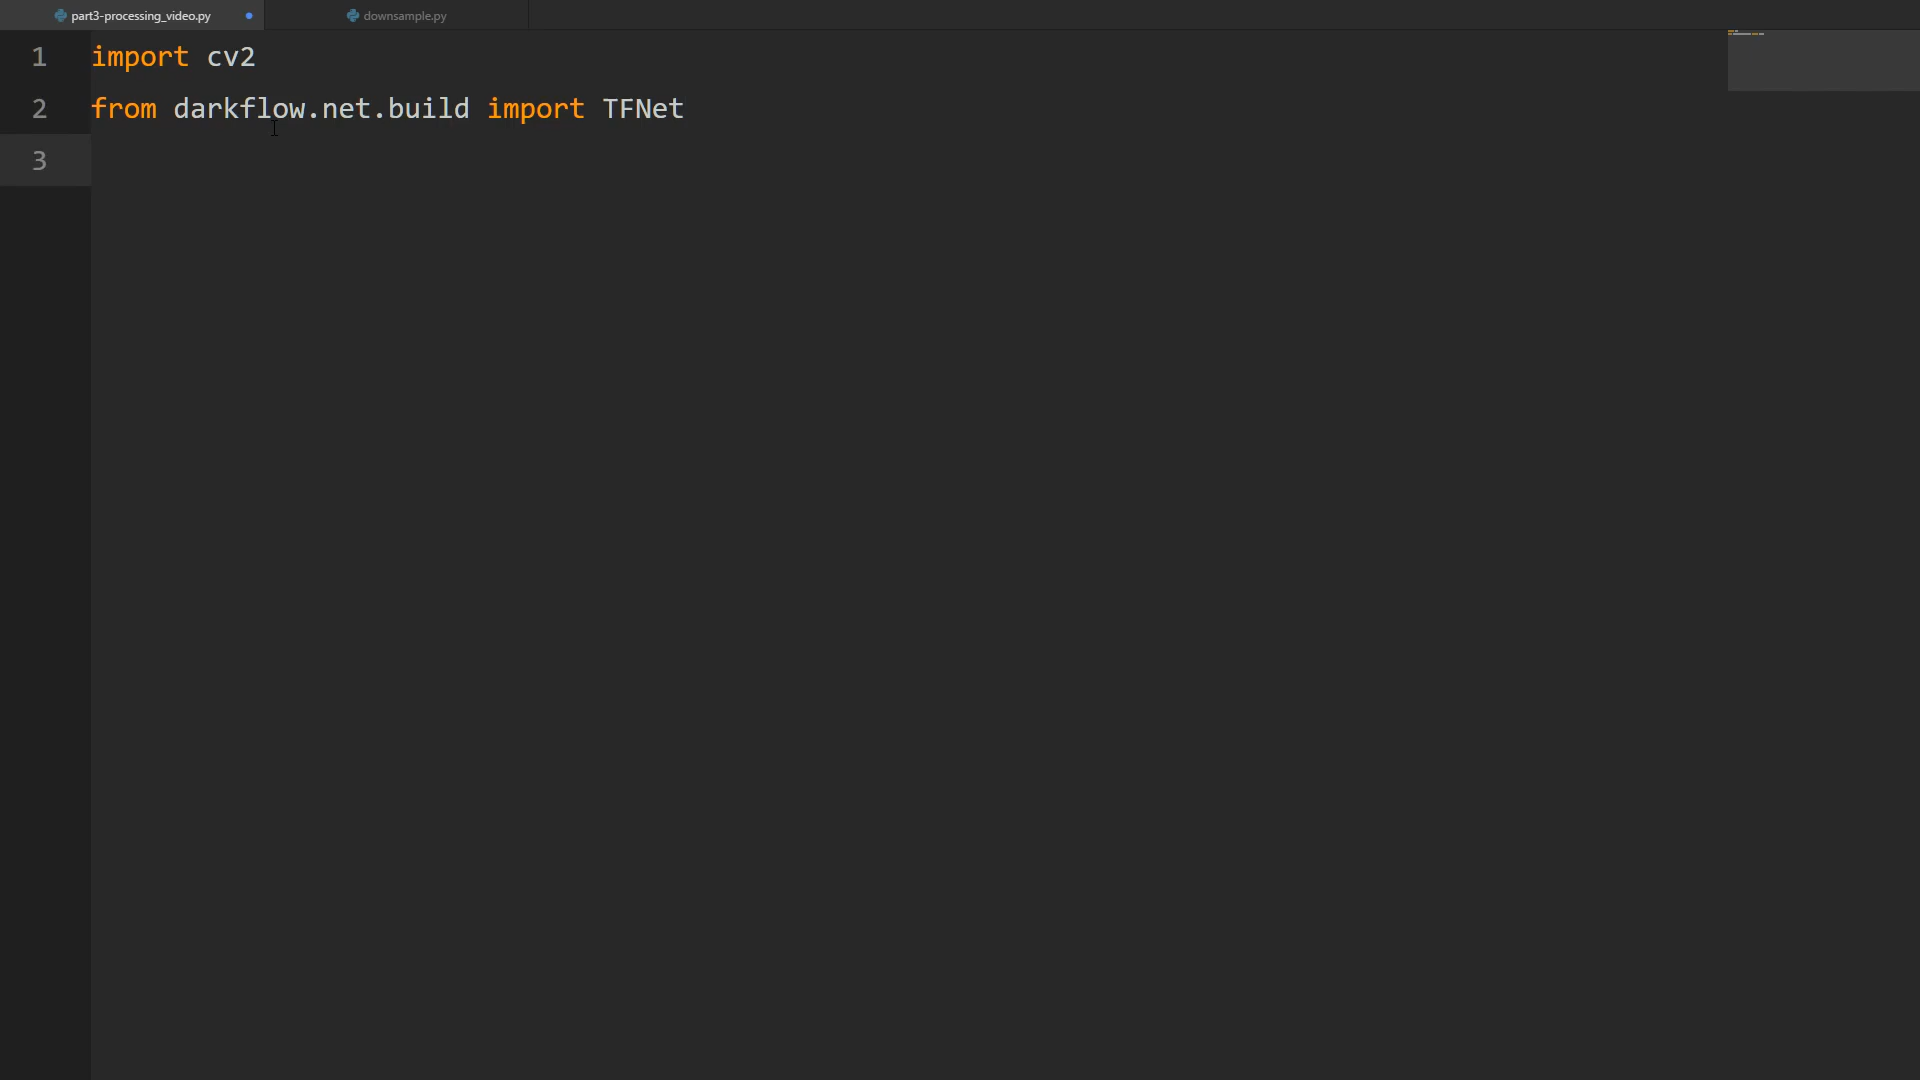 part3-processing_video.py downsample.py
1 import cv2
2 from darkflow.net.build import TFNet
3